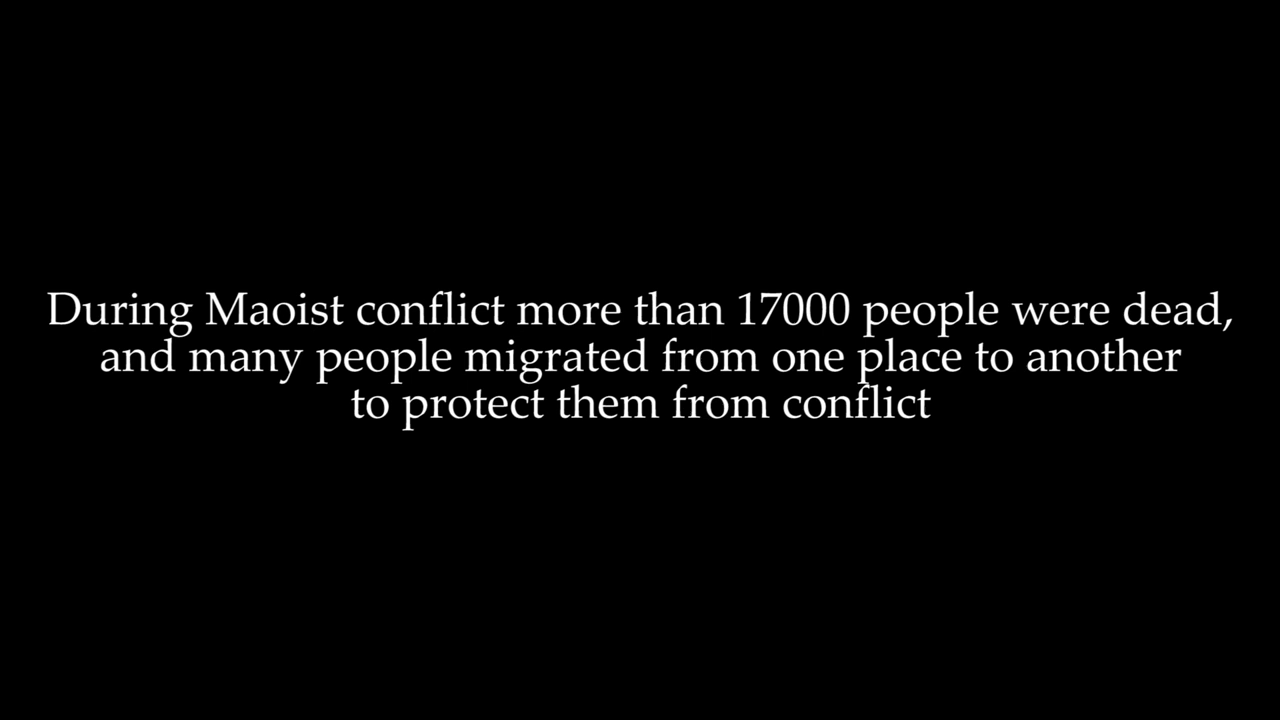 During Maoist conflict more than 17000 people were dead,
and many people migrated from one place to another
to protect them from conflict